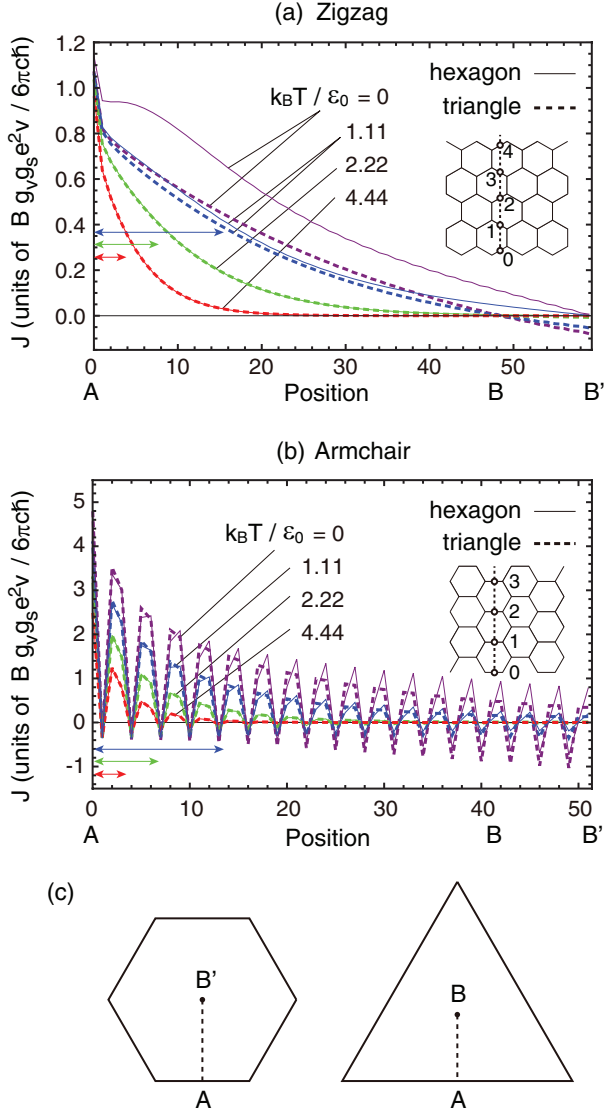 (a) Zigzag
J (units of B gᵥgₛe²v / 6πcħ)
1.2
1.0
0.8
0.6
0.4
0.2
0.0
hexagon
triangle
k_BT / ε₀ = 0
1.11
2.22
4.44
4
3
2
1
0
0 10 20 30 40 50
A Position B B'
(b) Armchair
J (units of B gᵥgₛe²v / 6πcħ)
5
4
3
2
1
0
-1
hexagon
triangle
k_BT / ε₀ = 0
1.11
2.22
4.44
3
2
1
0
0 10 20 30 40 50
A Position B B'
(c)
B' B
A A